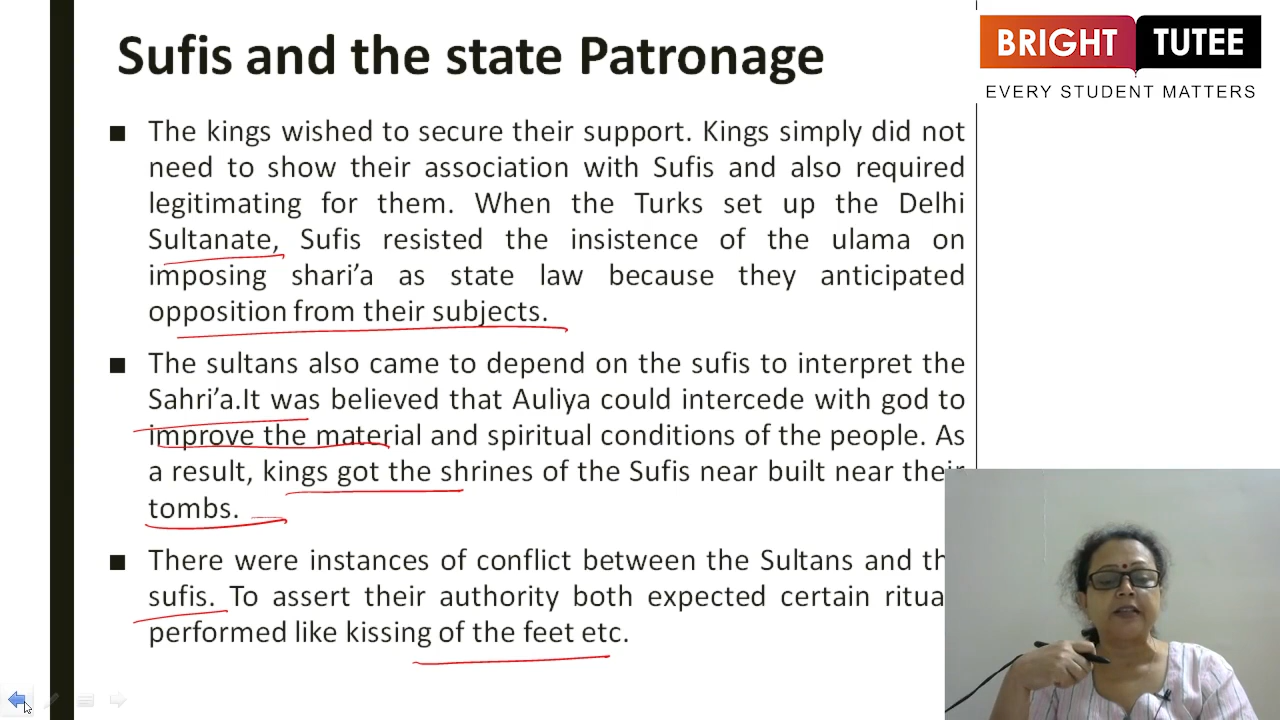 Sufis and the state Patronage
BRIGHT TUTEE
EVERY STUDENT MATTERS
■ The kings wished to secure their support. Kings simply did not
need to show their association with Sufis and also required
legitimating for them. When the Turks set up the Delhi
Sultanate, Sufis resisted the insistence of the ulama on
imposing shari’a as state law because they anticipated
opposition from their subjects.
■ The sultans also came to depend on the sufis to interpret the
Sahri’a.It was believed that Auliya could intercede with god to
improve the material and spiritual conditions of the people. As
a result, kings got the shrines of the Sufis near built near their
tombs.
■ There were instances of conflict between the Sultans and
sufis. To assert their authority both expected certain
performed like kissing of the feet etc.